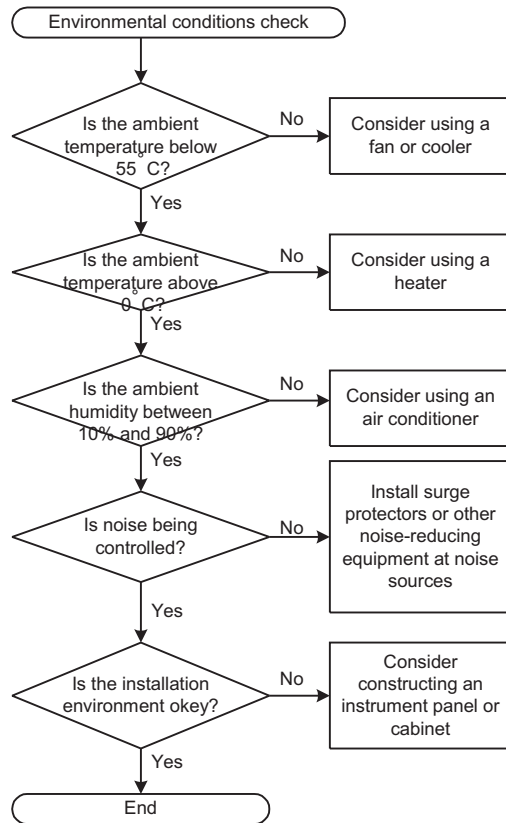 Environmental conditions check
Is the ambient
temperature below
55°C?
No
Consider using a
fan or cooler
Yes
Is the ambient
temperature above
0°C?
No
Consider using a
heater
Yes
Is the ambient
humidity between
10% and 90%?
No
Consider using an
air conditioner
Yes
Is noise being
controlled?
No
Install surge
protectors or other
noise-reducing
equipment at noise
sources
Yes
Is the installation
environment okey?
No
Consider
constructing an
instrument panel or
cabinet
Yes
End